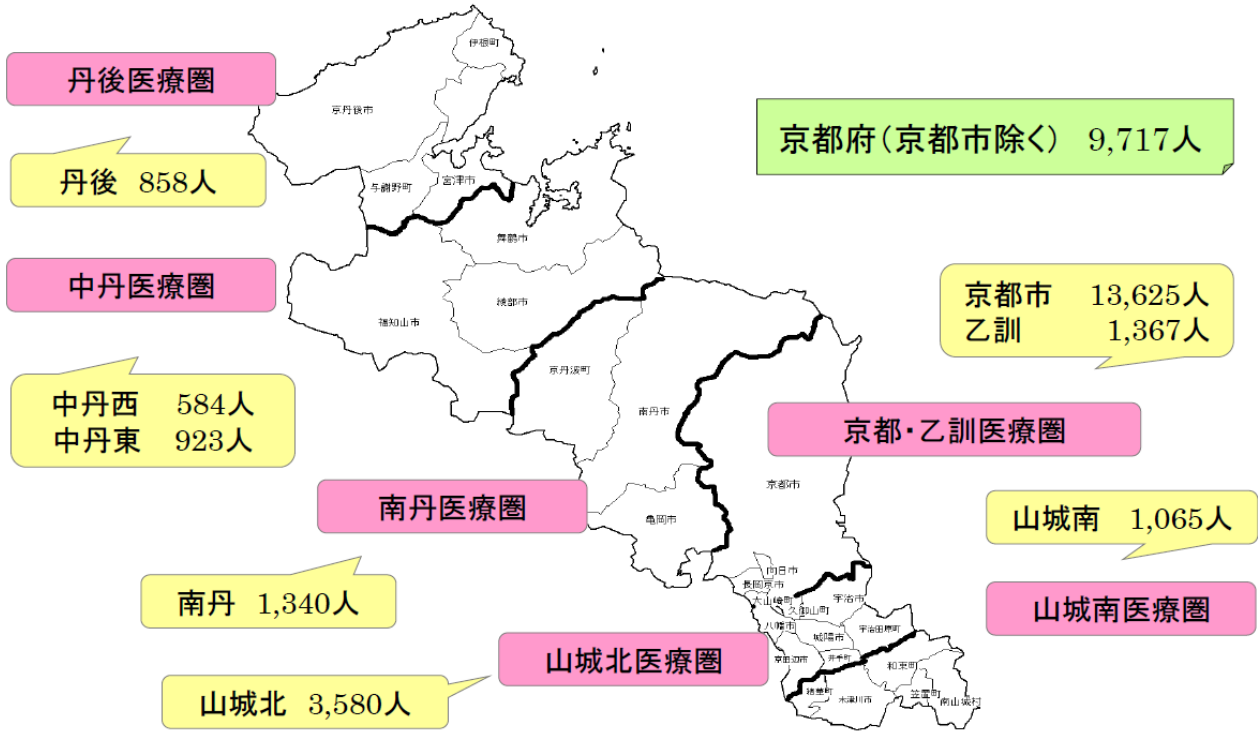 伊根町
丹後医療圏
京丹後市
京都府（京都市除く） 9,717人
丹後 858人
与謝野町
宮津市
舞鶴市
中丹医療圏
綾部市
福知山市
京都市 13,625人
乙訓 1,367人
京丹波町
中丹西 584人
中丹東 923人
南丹市
京都・乙訓医療圏
京都市
南丹医療圏
亀岡市
山城南 1,065人
向日市
長岡京市
大山崎町
宇治市
久御山町
南丹 1,340人
山城南医療圏
八幡市
城陽市
宇治田原町
山城北医療圏
京田辺市
井手町
和束町
山城北 3,580人
精華町
木津川市
笠置町
南山城村